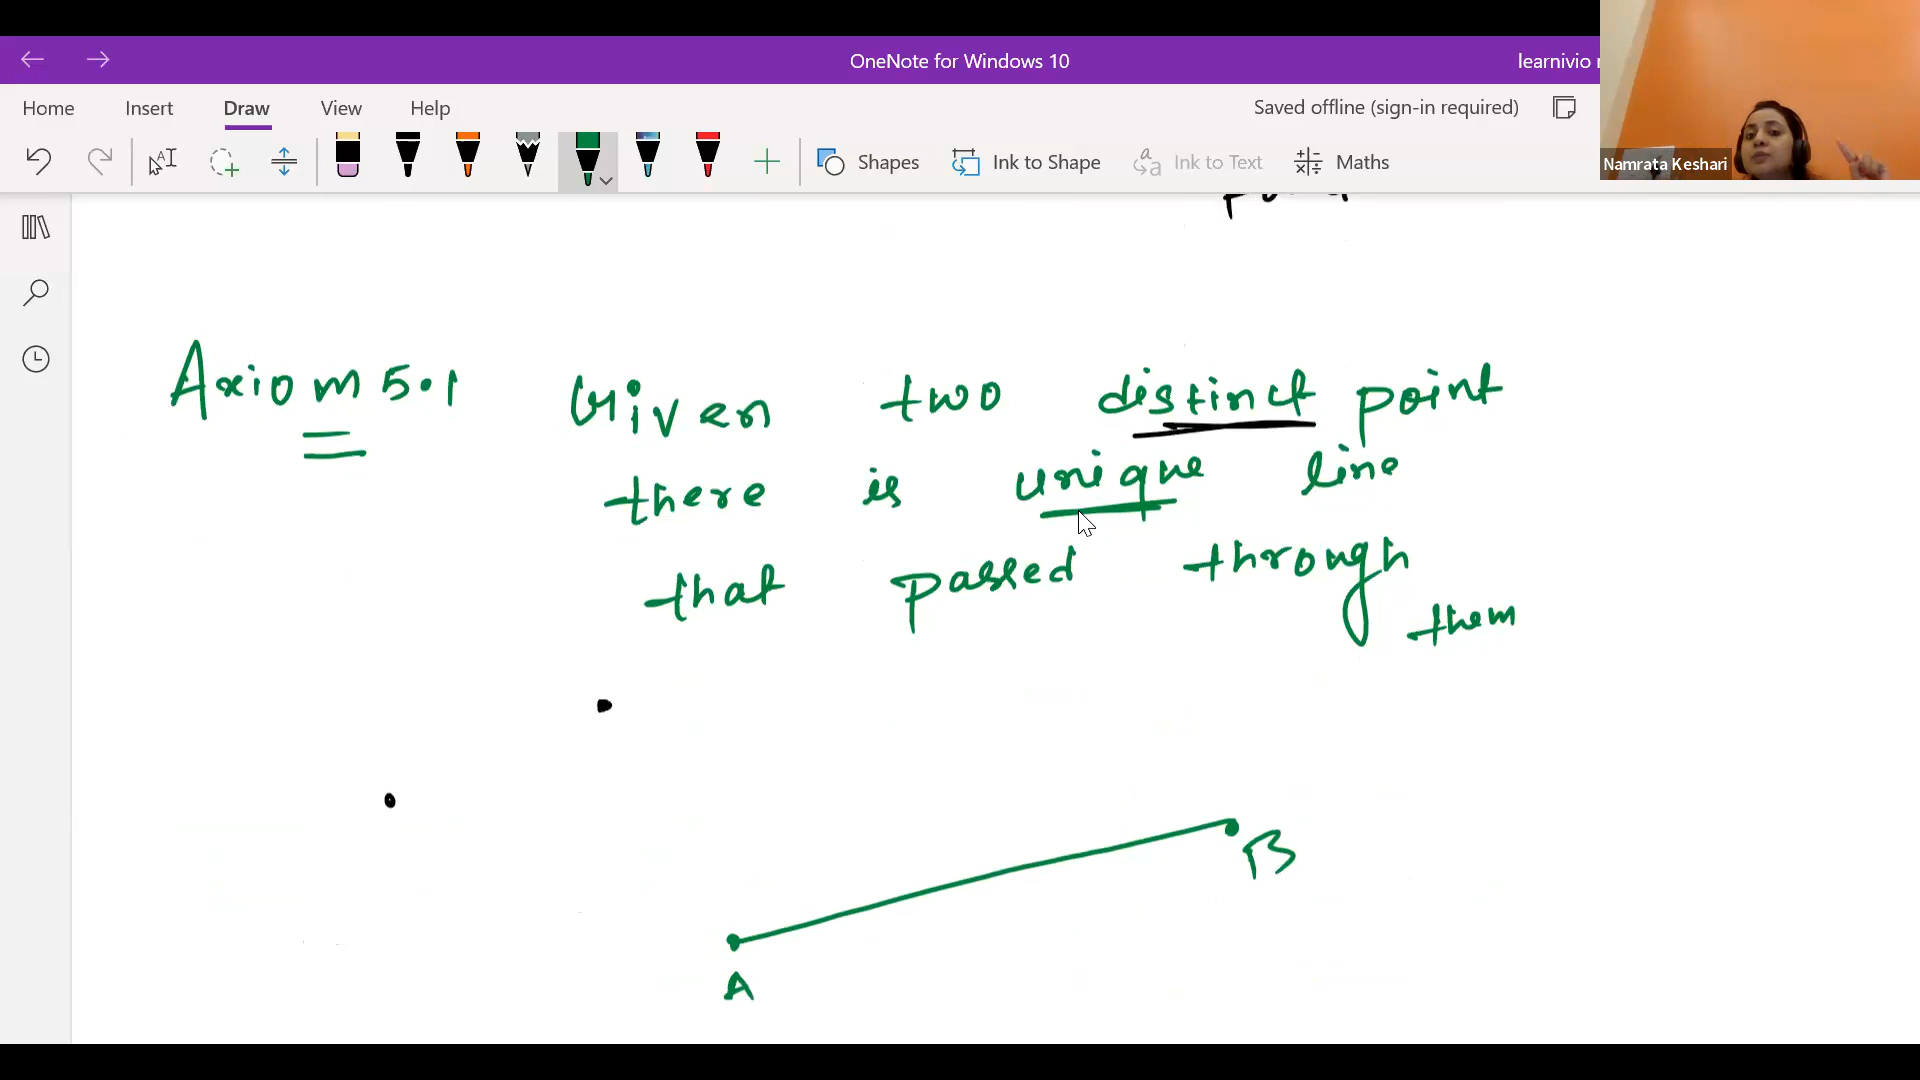 OneNote for Windows 10
learnivio
Home Insert Draw View Help
Saved offline (sign-in required)
Shapes Ink to Shape Ink to Text Maths
Namrata Keshari
Axiom 5.1 Given two distinct point
there is unique line
that passed through
them
B
A